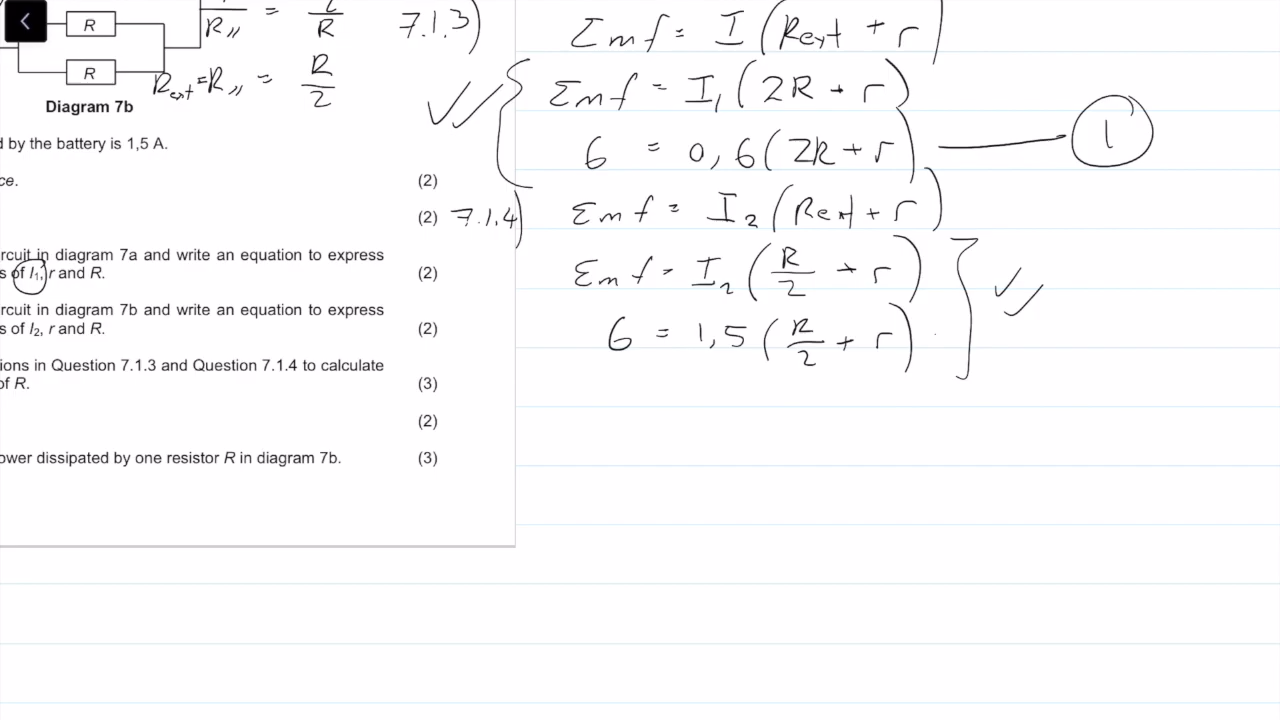 R
1/R// = 2/R
R
Rext = R// = R/2
Diagram 7b
d by the battery is 1,5 A.
ce.
(2)
(2)
rcuit in diagram 7a and write an equation to express
s of I1, r and R.
(2)
rcuit in diagram 7b and write an equation to express
s of I2, r and R.
(2)
ions in Question 7.1.3 and Question 7.1.4 to calculate
of R.
(3)
(2)
ower dissipated by one resistor R in diagram 7b.
(3)
7.1.3)
Emf = I (Rext + r)
Emf = I1 (2R + r)
6 = 0,6 (2R + r)
1
7.1.4)
Emf = I2 (Rext + r)
Emf = I2 (R/2 + r)
6 = 1,5 (R/2 + r)